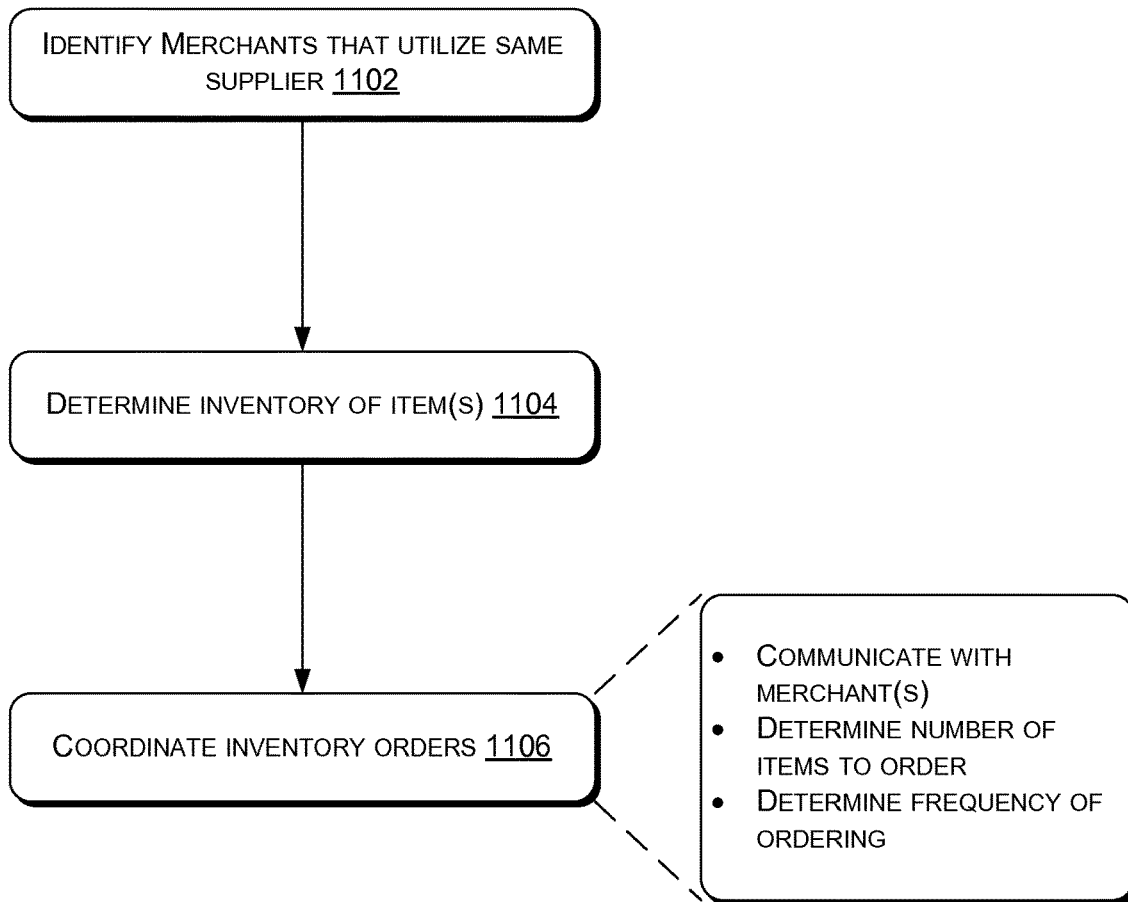 IDENTIFY MERCHANTS THAT UTILIZE SAME
SUPPLIER 1102
DETERMINE INVENTORY OF ITEM(S) 1104
COORDINATE INVENTORY ORDERS 1106
• COMMUNICATE WITH
MERCHANT(S)
• DETERMINE NUMBER OF
ITEMS TO ORDER
• DETERMINE FREQUENCY OF
ORDERING